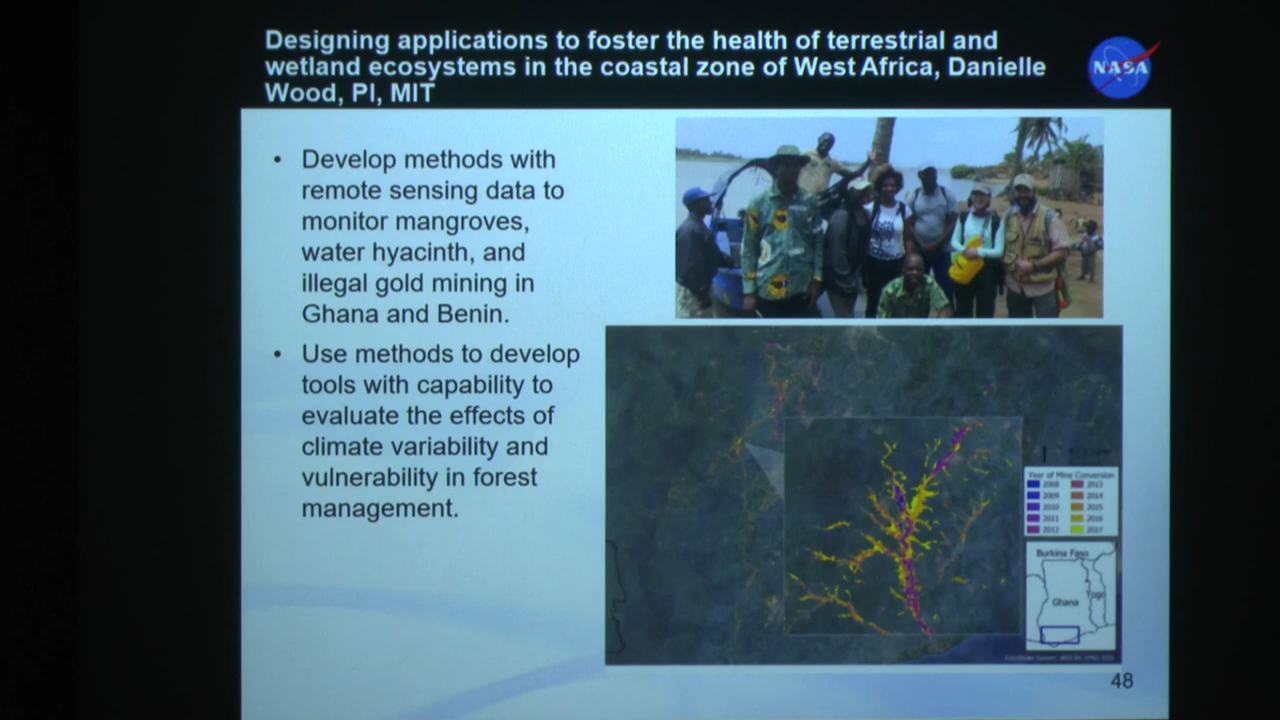 Designing applications to foster the health of terrestrial and
wetland ecosystems in the coastal zone of West Africa, Danielle
Wood, PI, MIT
NASA
• Develop methods with
remote sensing data to
monitor mangroves,
water hyacinth, and
illegal gold mining in
Ghana and Benin.
• Use methods to develop
tools with capability to
evaluate the effects of
climate variability and
vulnerability in forest
management.
Year of Mine Conversion
2008 2013
2009 2014
2010 2015
2011 2016
2012 2017
Burkina Faso
Togo
Ghana
48